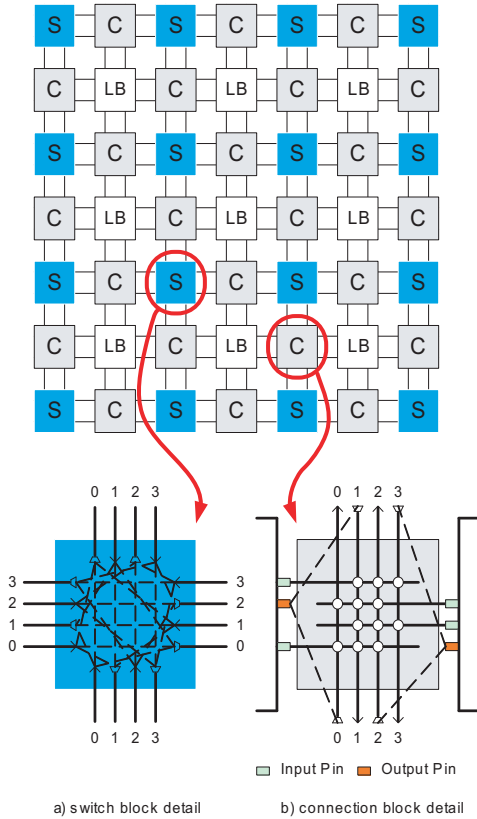 S C S C S C S
C LB C LB C LB C
S C S C S C S
C LB C LB C LB C
S C S C S C S
C LB C LB C LB C
S C S C S C S
0 1 2 3
3 3
2 2
1 1
0 0
0 1 2 3
0 1 2 3
0 1 2 3
Input Pin Output Pin
a) switch block detail
b) connection block detail